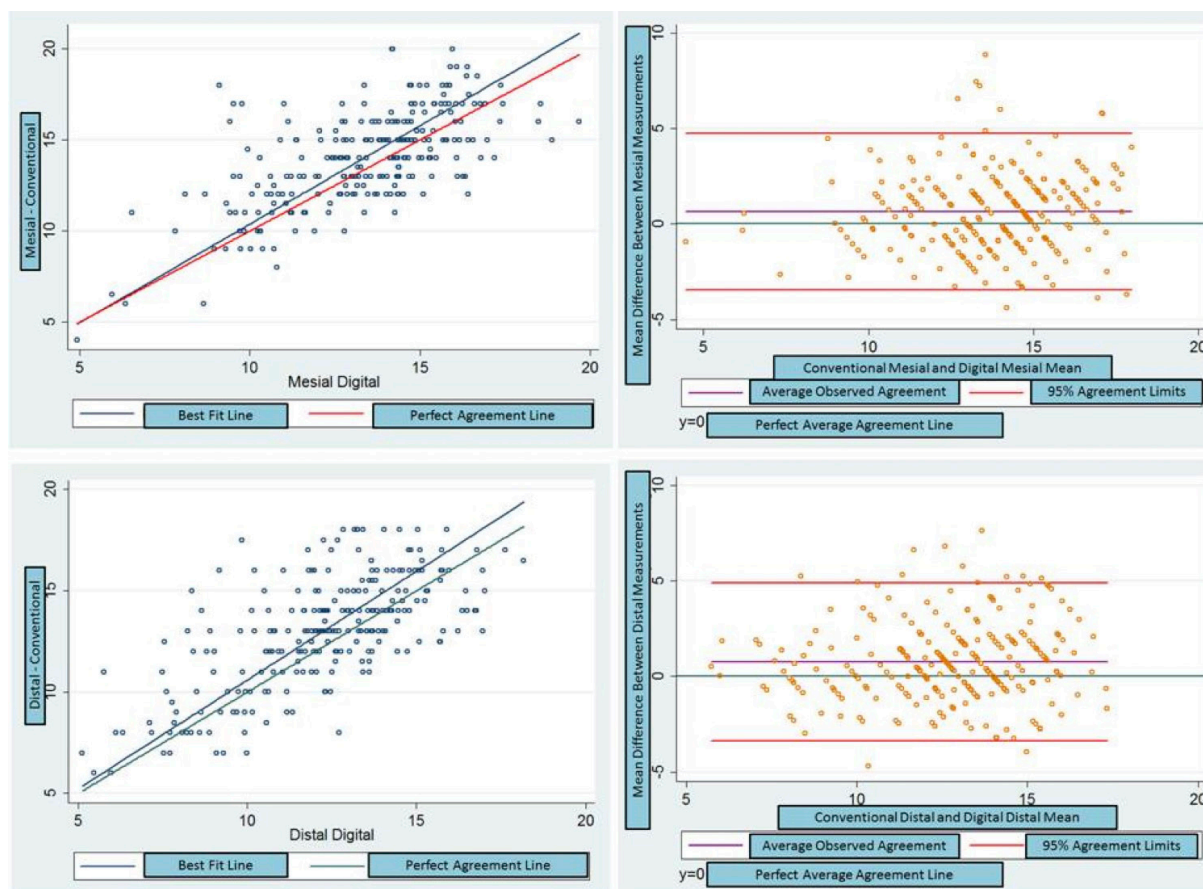 Mesial - Conventional
20
15
10
5
5 10 15 20
Mesial Digital
Best Fit Line Perfect Agreement Line
Mean Difference Between Mesial Measurements
10
5
0
-5
5 10 15 20
Conventional Mesial and Digital Mesial Mean
Average Observed Agreement 95% Agreement Limits
y=0 Perfect Average Agreement Line
Distal - Conventional
20
15
10
5
5 10 15 20
Distal Digital
Best Fit Line Perfect Agreement Line
Mean Difference Between Distal Measurements
10
5
0
-5
5 10 15 20
Conventional Distal and Digital Distal Mean
Average Observed Agreement 95% Agreement Limits
y=0 Perfect Average Agreement Line